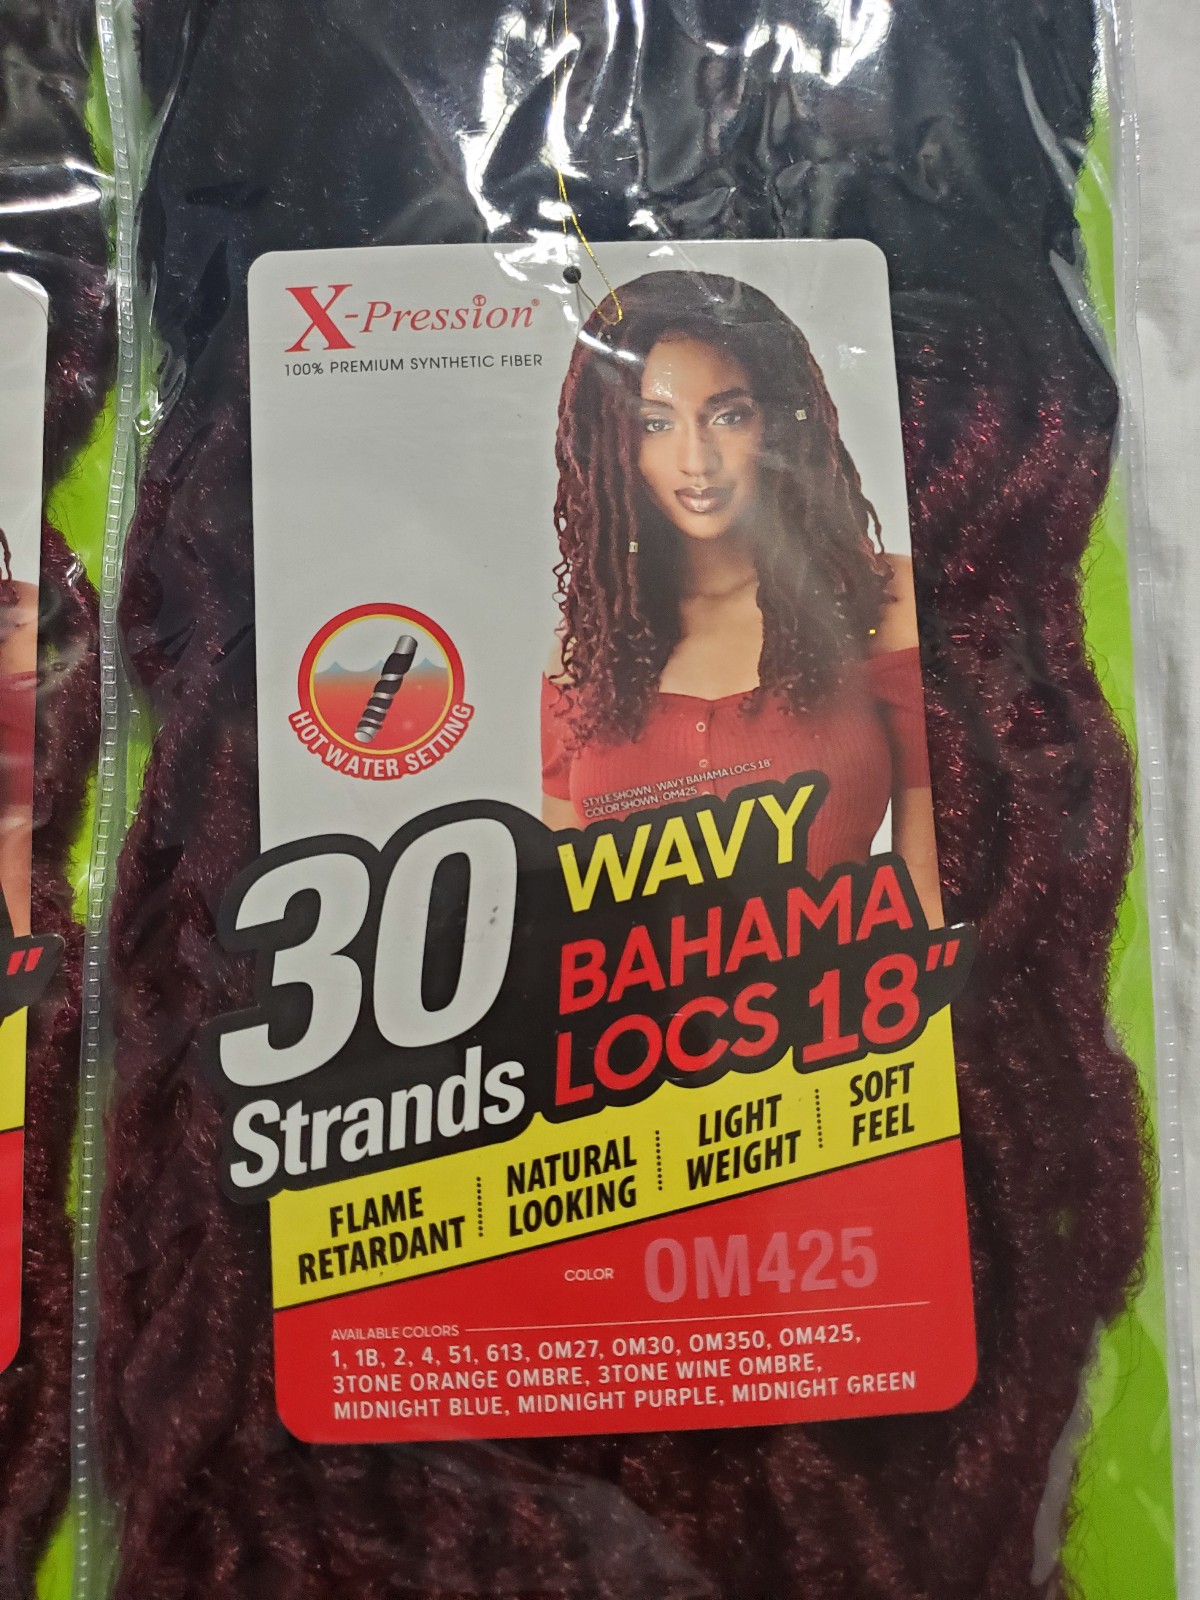 X-Pression®
100% PREMIUM SYNTHETIC FIBER
HOT WATER SETTING
STYLE SHOWN : WAVY BAHAMA LOCS 18"
COLOR SHOWN : OM425
30
Strands
WAVY
BAHAMA
LOCS 18"
FLAME
RETARDANT
NATURAL
LOOKING
LIGHT
WEIGHT
SOFT
FEEL
COLOR OM425
AVAILABLE COLORS
1, 1B, 2, 4, 51, 613, OM27, OM30, OM350, OM425,
3TONE ORANGE OMBRE, 3TONE WINE OMBRE,
MIDNIGHT BLUE, MIDNIGHT PURPLE, MIDNIGHT GREEN
"